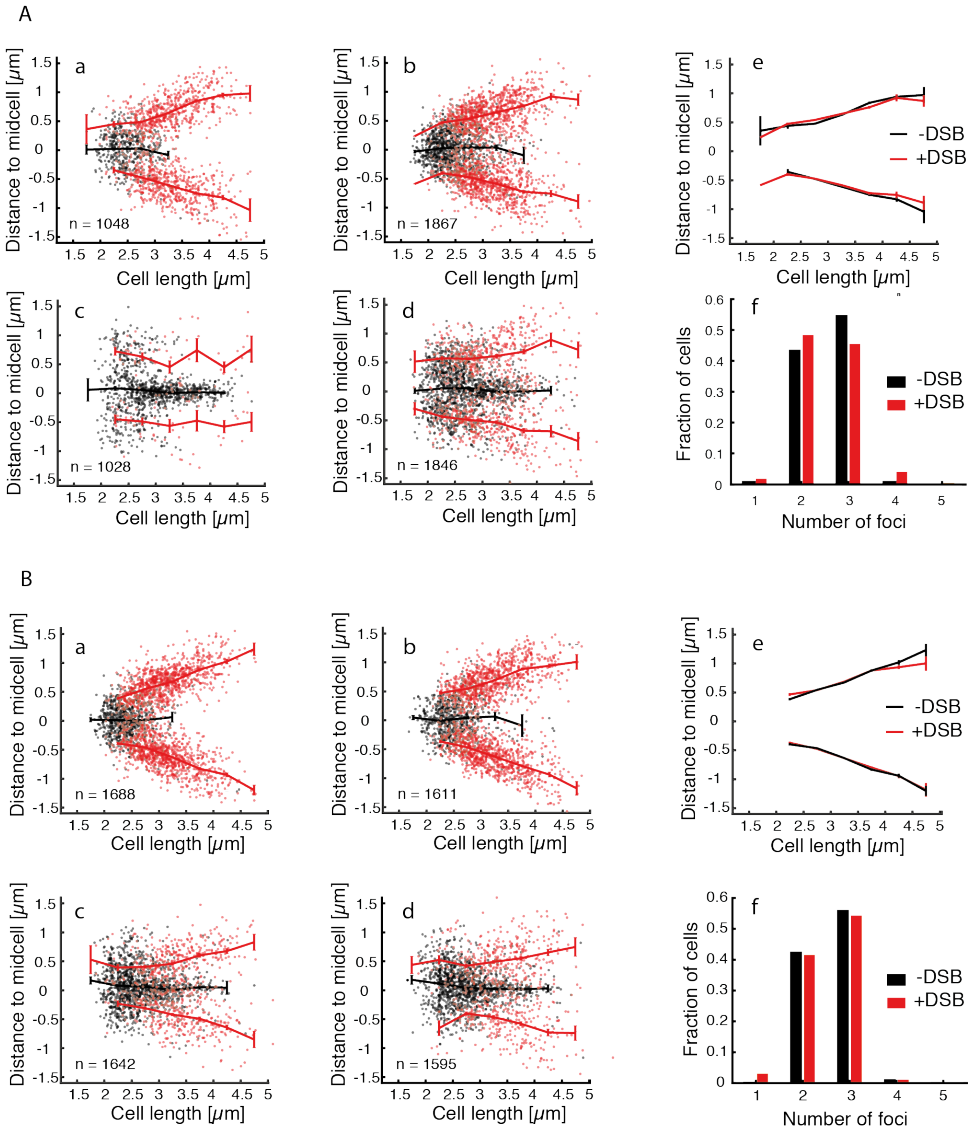 A
a
Distance to midcell [µm]
1.5
1
0.5
0
-0.5
-1
-1.5
n = 1048
1.5 2 2.5 3 3.5 4 4.5 5
Cell length [µm]
b
Distance to midcell [µm]
1.5
1
0.5
0
-0.5
-1
-1.5
n = 1867
1.5 2 2.5 3 3.5 4 4.5 5
Cell length [µm]
e
Distance to midcell [µm]
1.5
1
0.5
0
-0.5
-1
-1.5
-DSB
+DSB
1.5 2 2.5 3 3.5 4 4.5 5
Cell length [µm]
c
Distance to midcell [µm]
1.5
1
0.5
0
-0.5
-1
-1.5
n = 1028
1.5 2 2.5 3 3.5 4 4.5 5
Cell length [µm]
d
Distance to midcell [µm]
1.5
1
0.5
0
-0.5
-1
-1.5
n = 1846
1.5 2 2.5 3 3.5 4 4.5 5
Cell length [µm]
f
Fraction of cells
0.6
0.5
0.4
0.3
0.2
0.1
0
-DSB
+DSB
1 2 3 4 5
Number of foci
B
a
Distance to midcell [µm]
1.5
1
0.5
0
-0.5
-1
-1.5
n = 1688
1.5 2 2.5 3 3.5 4 4.5 5
Cell length [µm]
b
Distance to midcell [µm]
1.5
1
0.5
0
-0.5
-1
-1.5
n = 1611
1.5 2 2.5 3 3.5 4 4.5 5
Cell length [µm]
e
Distance to midcell [µm]
1.5
1
0.5
0
-0.5
-1
-1.5
-DSB
+DSB
1.5 2 2.5 3 3.5 4 4.5 5
Cell length [µm]
c
Distance to midcell [µm]
1.5
1
0.5
0
-0.5
-1
n = 1642
1.5 2 2.5 3 3.5 4 4.5 5
Cell length [µm]
d
Distance to midcell [µm]
1.5
1
0.5
0
-0.5
-1
n = 1595
1.5 2 2.5 3 3.5 4 4.5 5
Cell length [µm]
f
Fraction of cells
0.6
0.5
0.4
0.3
0.2
0.1
0
-DSB
+DSB
1 2 3 4 5
Number of foci